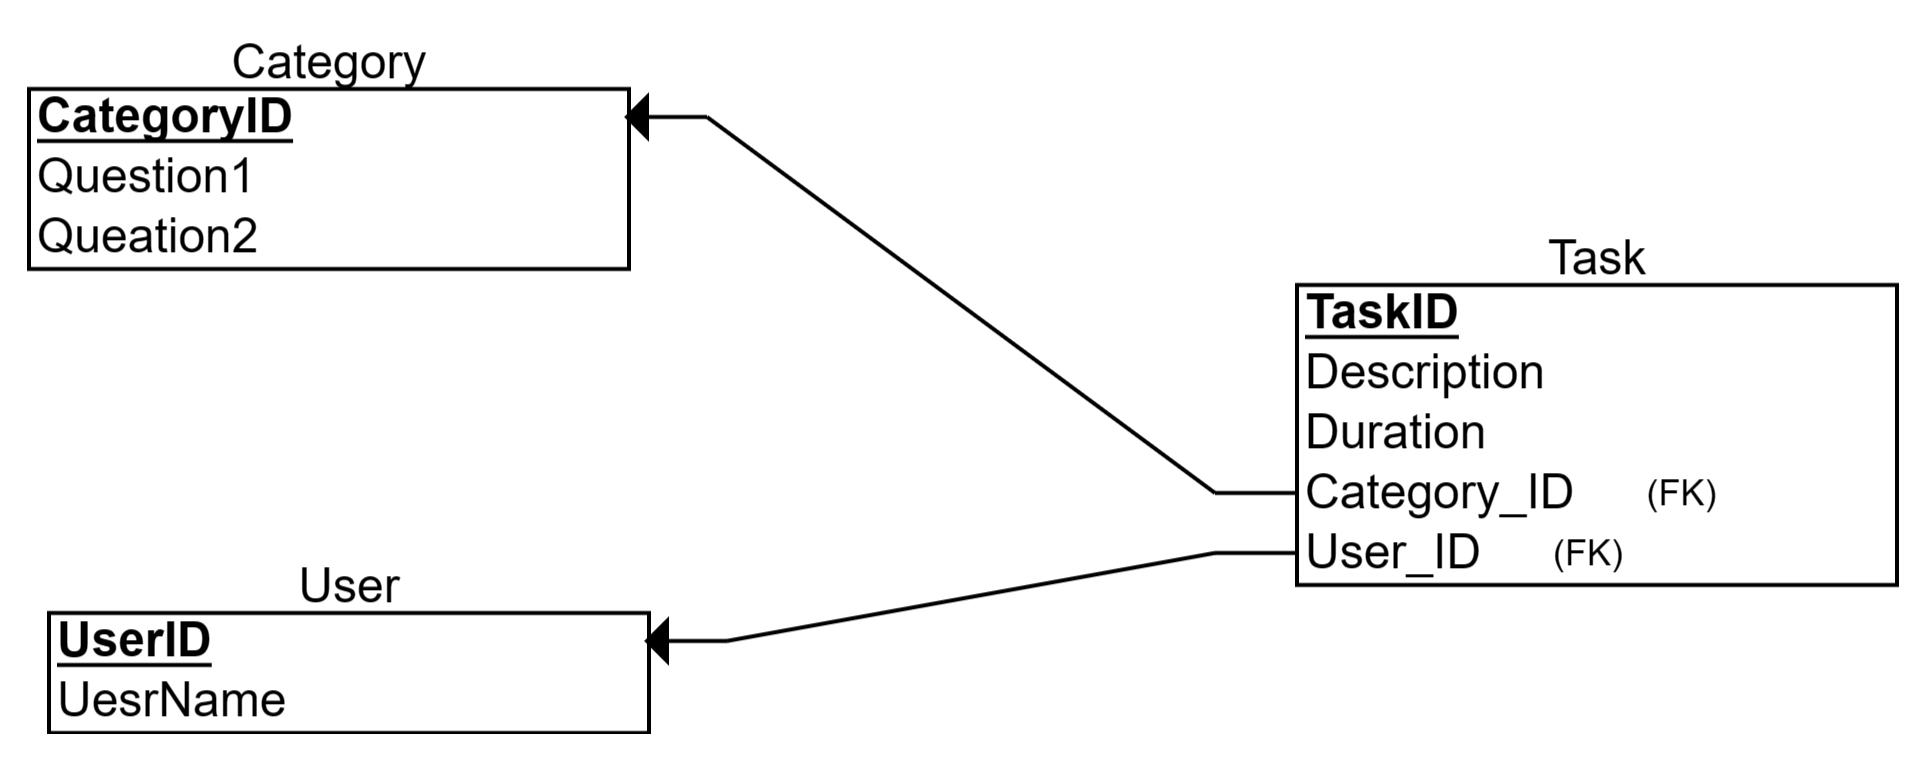 Category
CategoryID
Question1
Queation2
Task
TaskID
Description
Duration
Category_ID (FK)
User_ID (FK)
User
UserID
UesrName